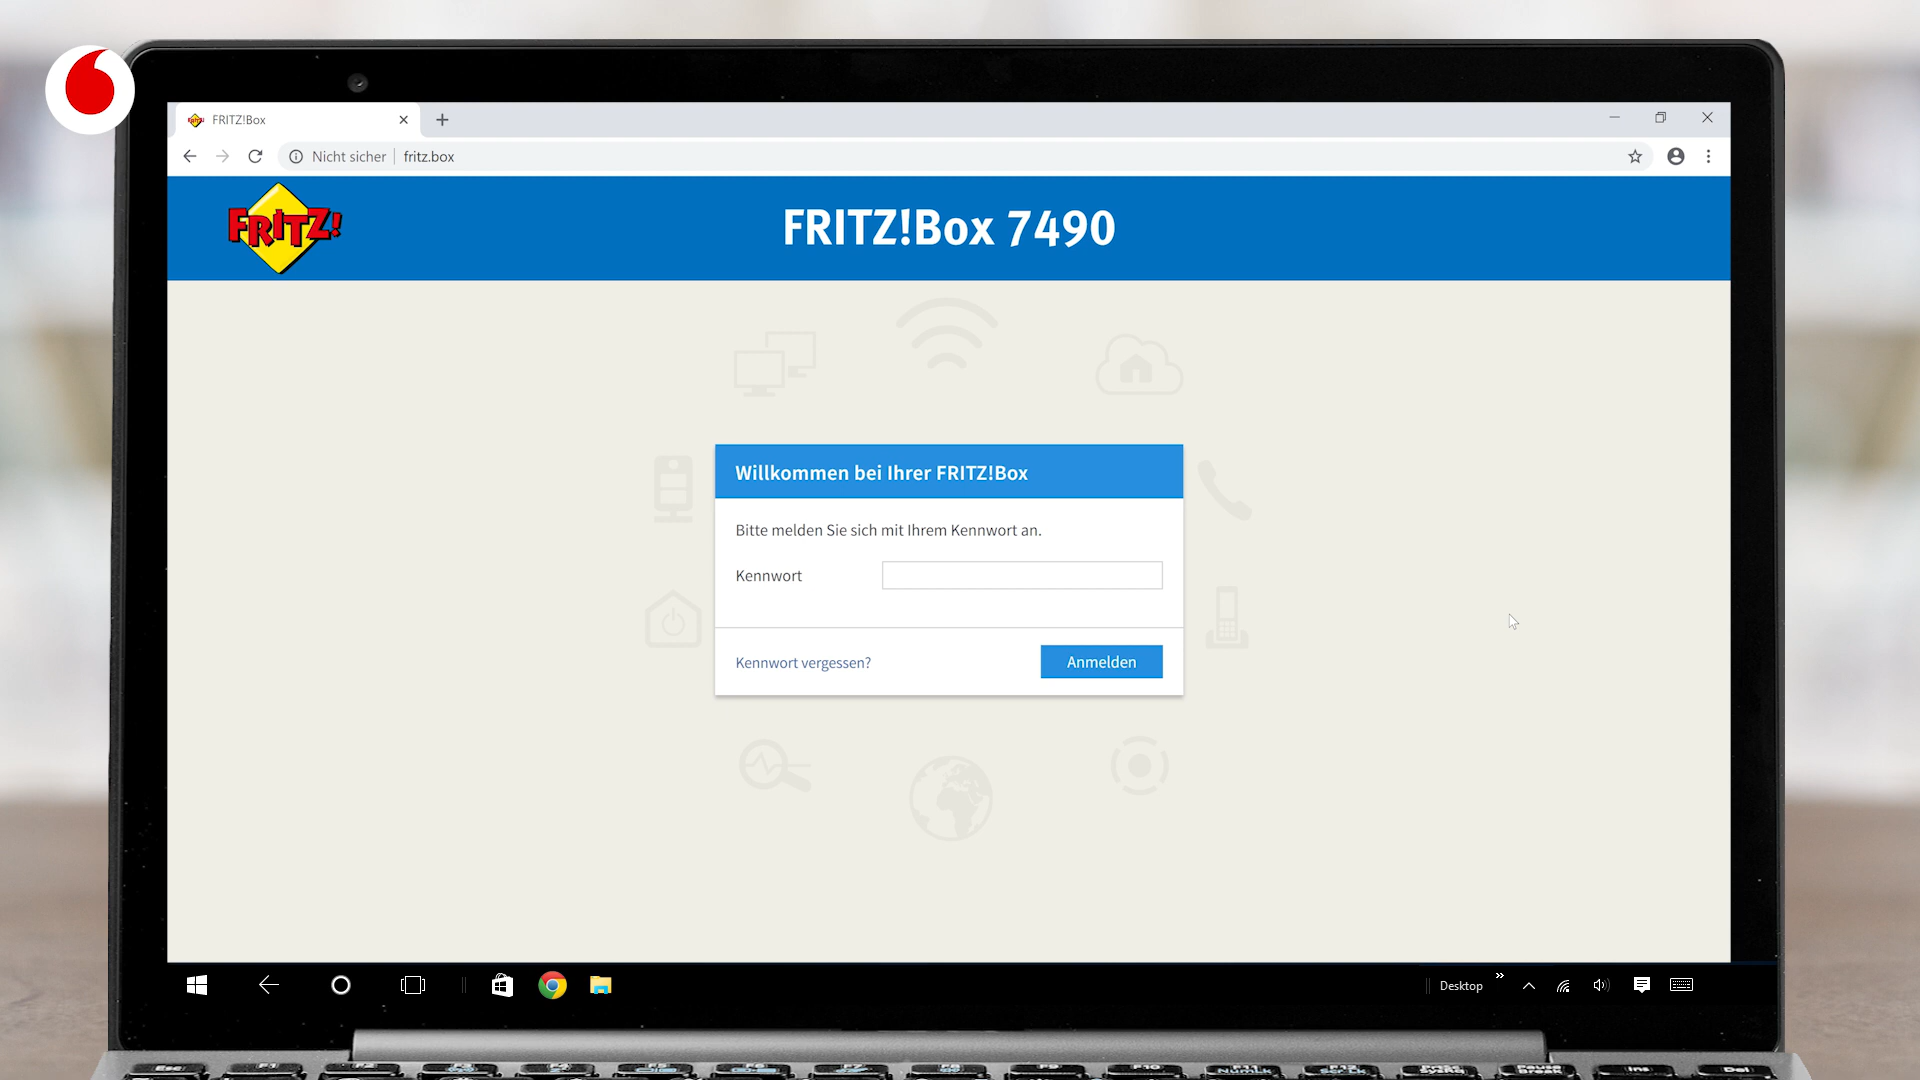 FRITZ!Box
Nicht sicher
fritz.box
FRITZ!
FRITZ!Box 7490
Willkommen bei Ihrer FRITZ!Box
Bitte melden Sie sich mit Ihrem Kennwort an.
Kennwort
Kennwort vergessen?
Anmelden
Desktop